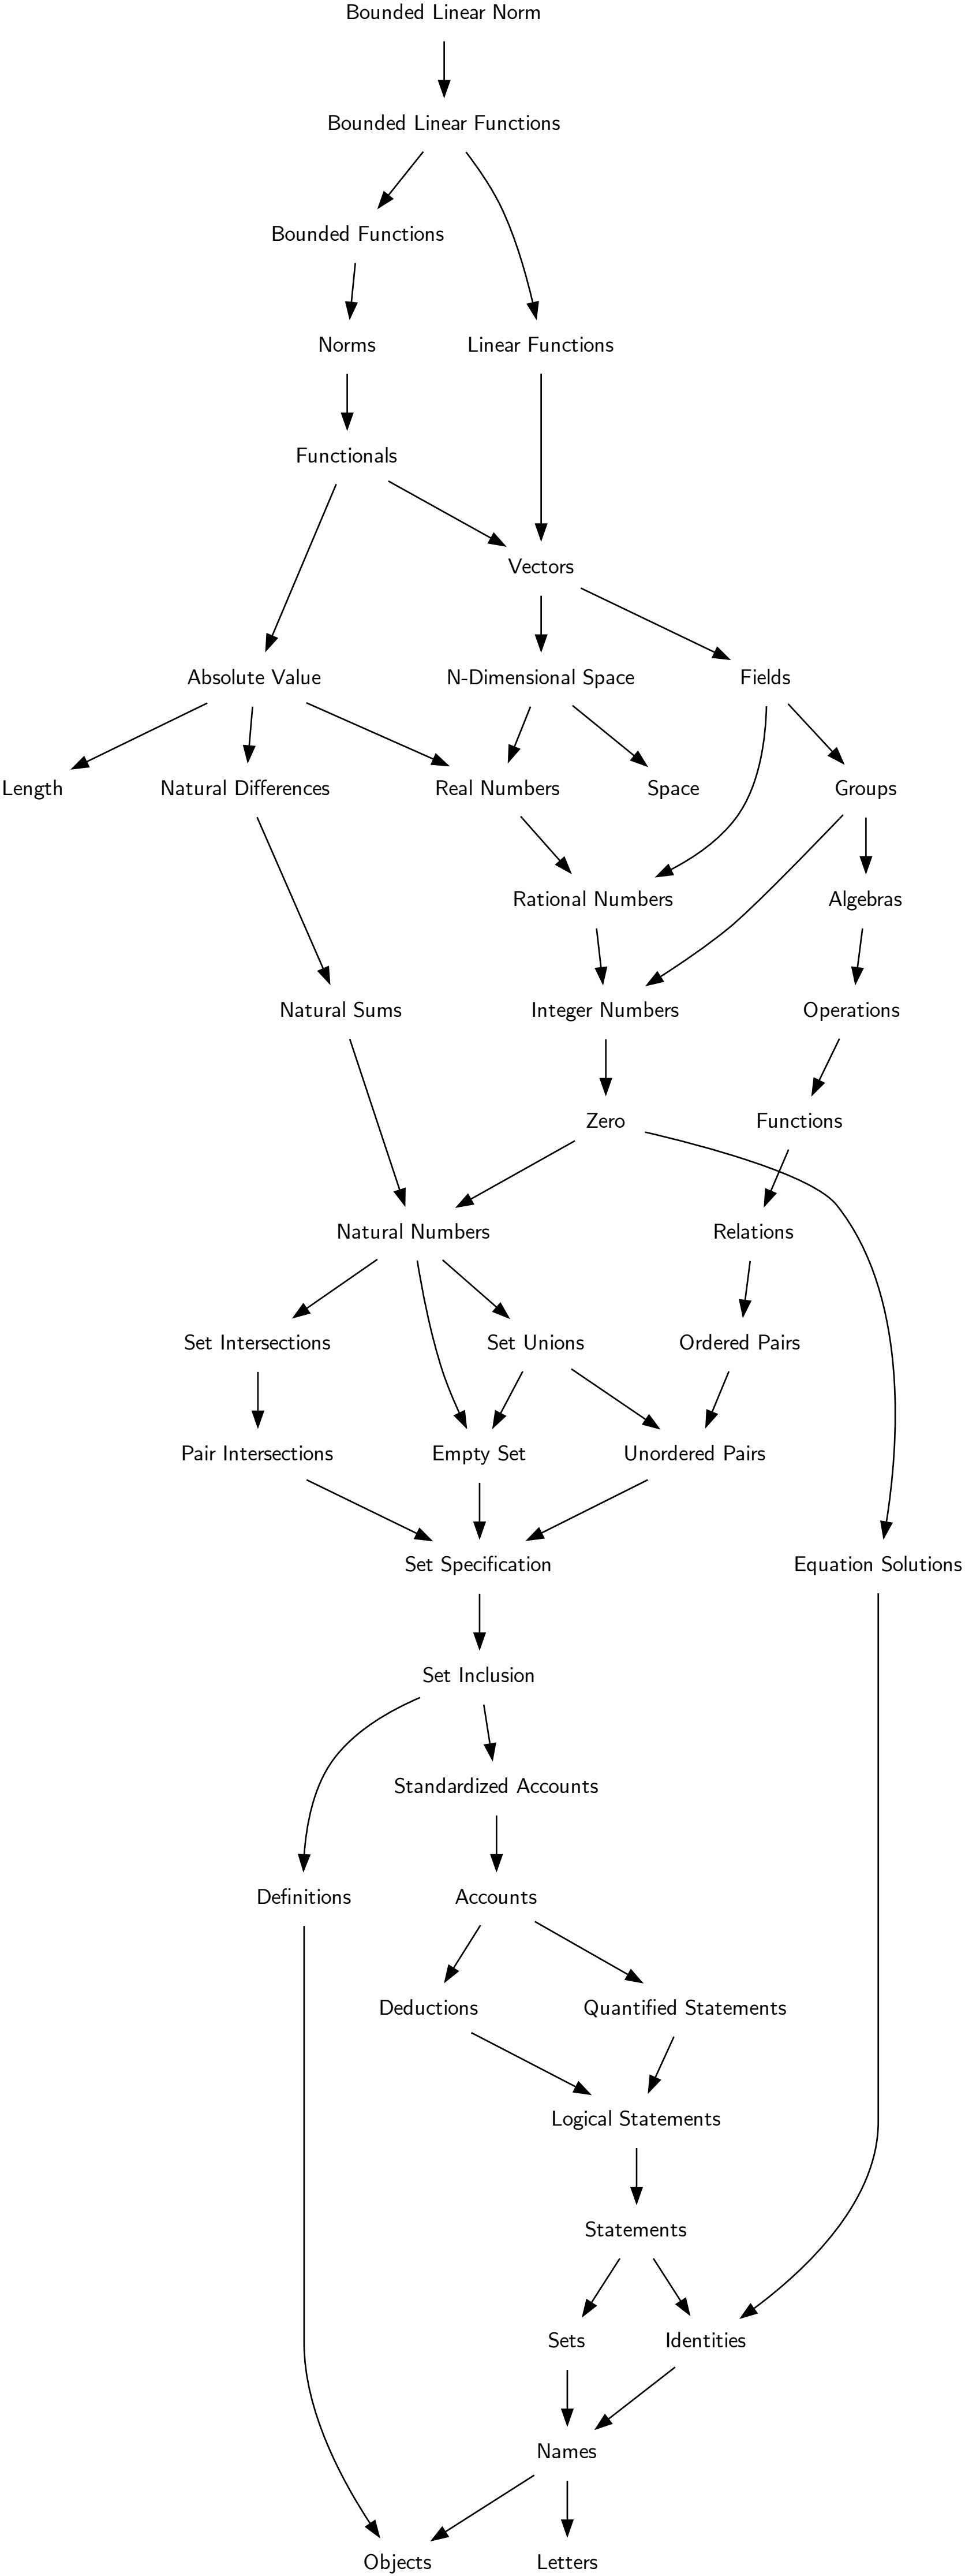 Bounded Linear Norm
Bounded Linear Functions
Bounded Functions
Norms
Linear Functions
Functionals
Vectors
Absolute Value
N-Dimensional Space
Fields
Length
Natural Differences
Real Numbers
Space
Groups
Rational Numbers
Algebras
Natural Sums
Integer Numbers
Operations
Zero
Functions
Natural Numbers
Relations
Set Intersections
Set Unions
Ordered Pairs
Pair Intersections
Empty Set
Unordered Pairs
Set Specification
Equation Solutions
Set Inclusion
Standardized Accounts
Definitions
Accounts
Deductions
Quantified Statements
Logical Statements
Statements
Sets
Identities
Names
Objects
Letters